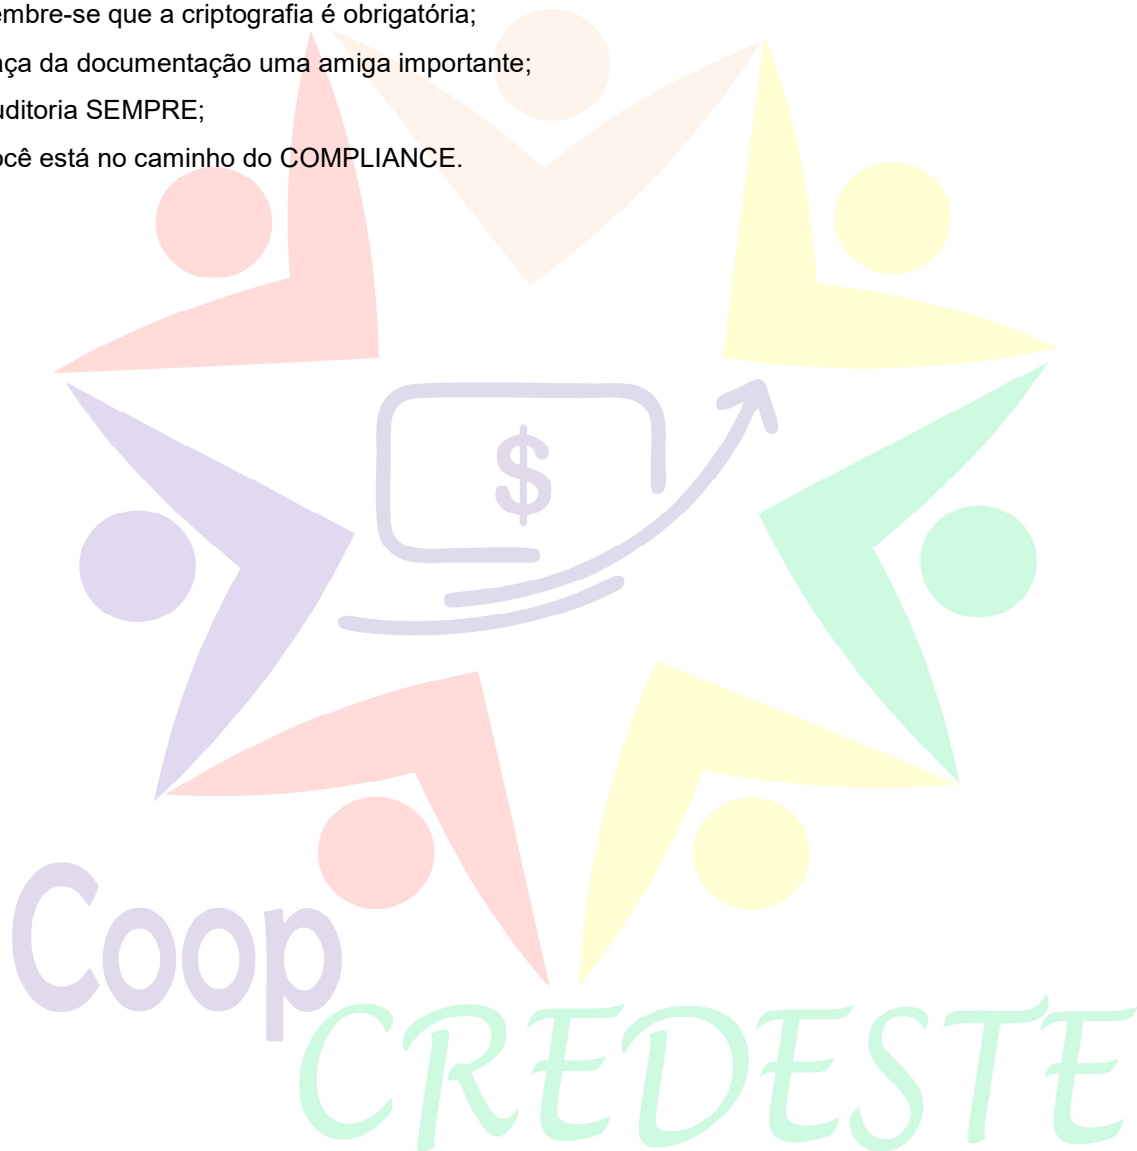 embre-se que a criptografia é obrigatória;
aça da documentação uma amiga importante;
uditoria SEMPRE;
ocê está no caminho do COMPLIANCE.
$
Coop
CREDESTE